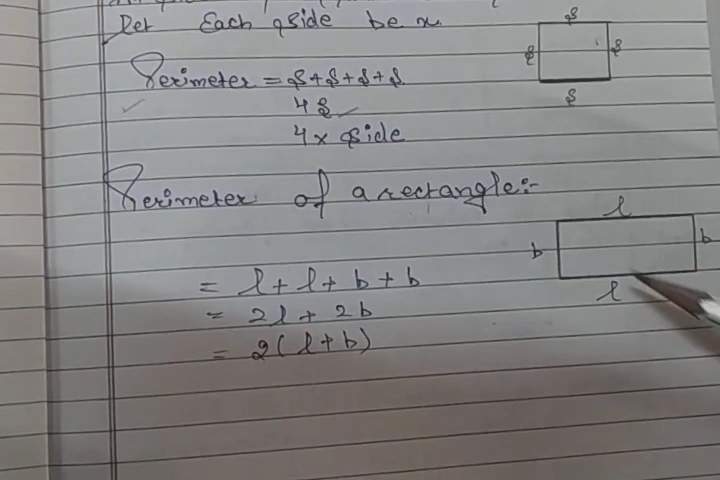 Let Each side be x.
Perimeter = s+s+s+s
4s
4 x side
s
s
s
s
Perimeter of a rectangle:-
= l + l + b + b
= 2l + 2b
= 2(l+b)
l
b
b
l